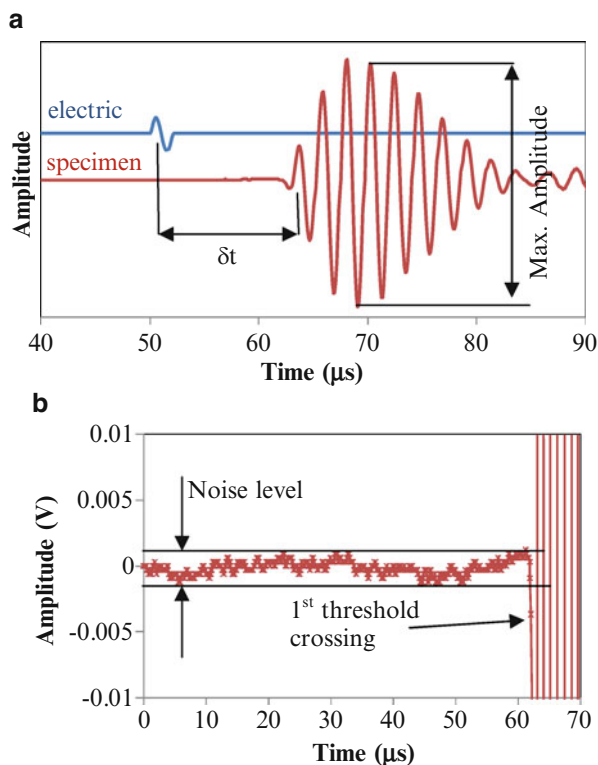 a
electric
specimen
Amplitude
δt
Max. Amplitude
40 50 60 70 80 90
Time (μs)
b
0.01
0.005
0
-0.005
-0.01
Amplitude (V)
Noise level
1st threshold
crossing
0 10 20 30 40 50 60 70
Time (μs)